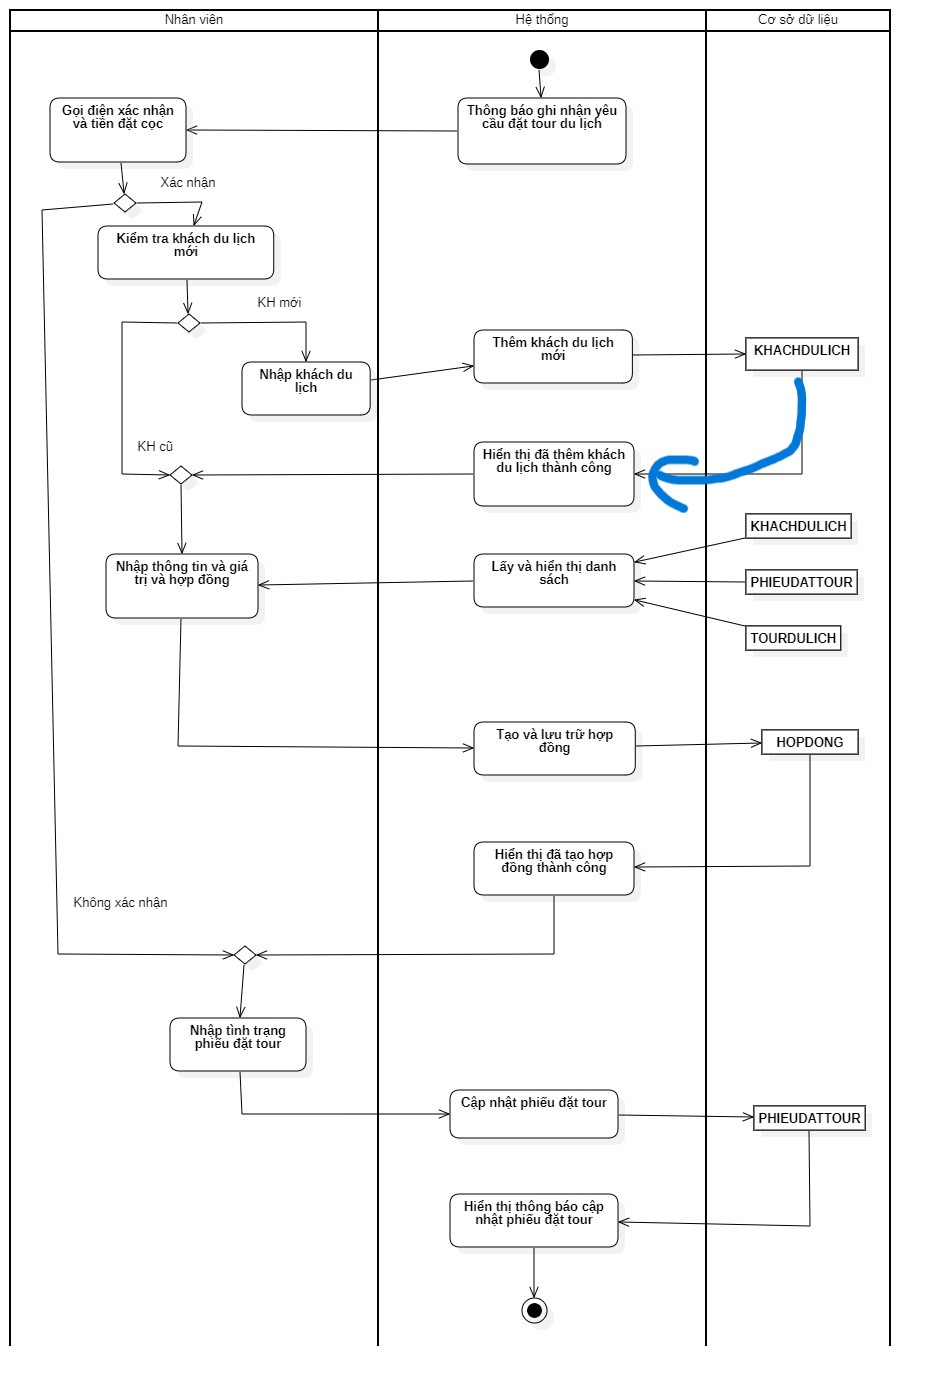 Nhân viên
Hệ thống
Cơ sở dữ liệu
Gọi điện xác nhận
và tiền đặt cọc
Thông báo ghi nhận yêu
cầu đặt tour du lịch
Xác nhận
Kiểm tra khách du lịch
mới
KH mới
Nhập khách du
lịch
Thêm khách du lịch
mới
KHACHDULICH
KH cũ
Hiển thị đã thêm khách
du lịch thành công
KHACHDULICH
Nhập thông tin và giá
trị và hợp đồng
Lấy và hiển thị danh
sách
PHIEUDATTOUR
TOURDULICH
Tạo và lưu trữ hợp
đồng
HOPDONG
Hiển thị đã tạo hợp
đồng thành công
Không xác nhận
Nhập tình trạng
phiếu đặt tour
Cập nhật phiếu đặt tour
PHIEUDATTOUR
Hiển thị thông báo cập
nhật phiếu đặt tour